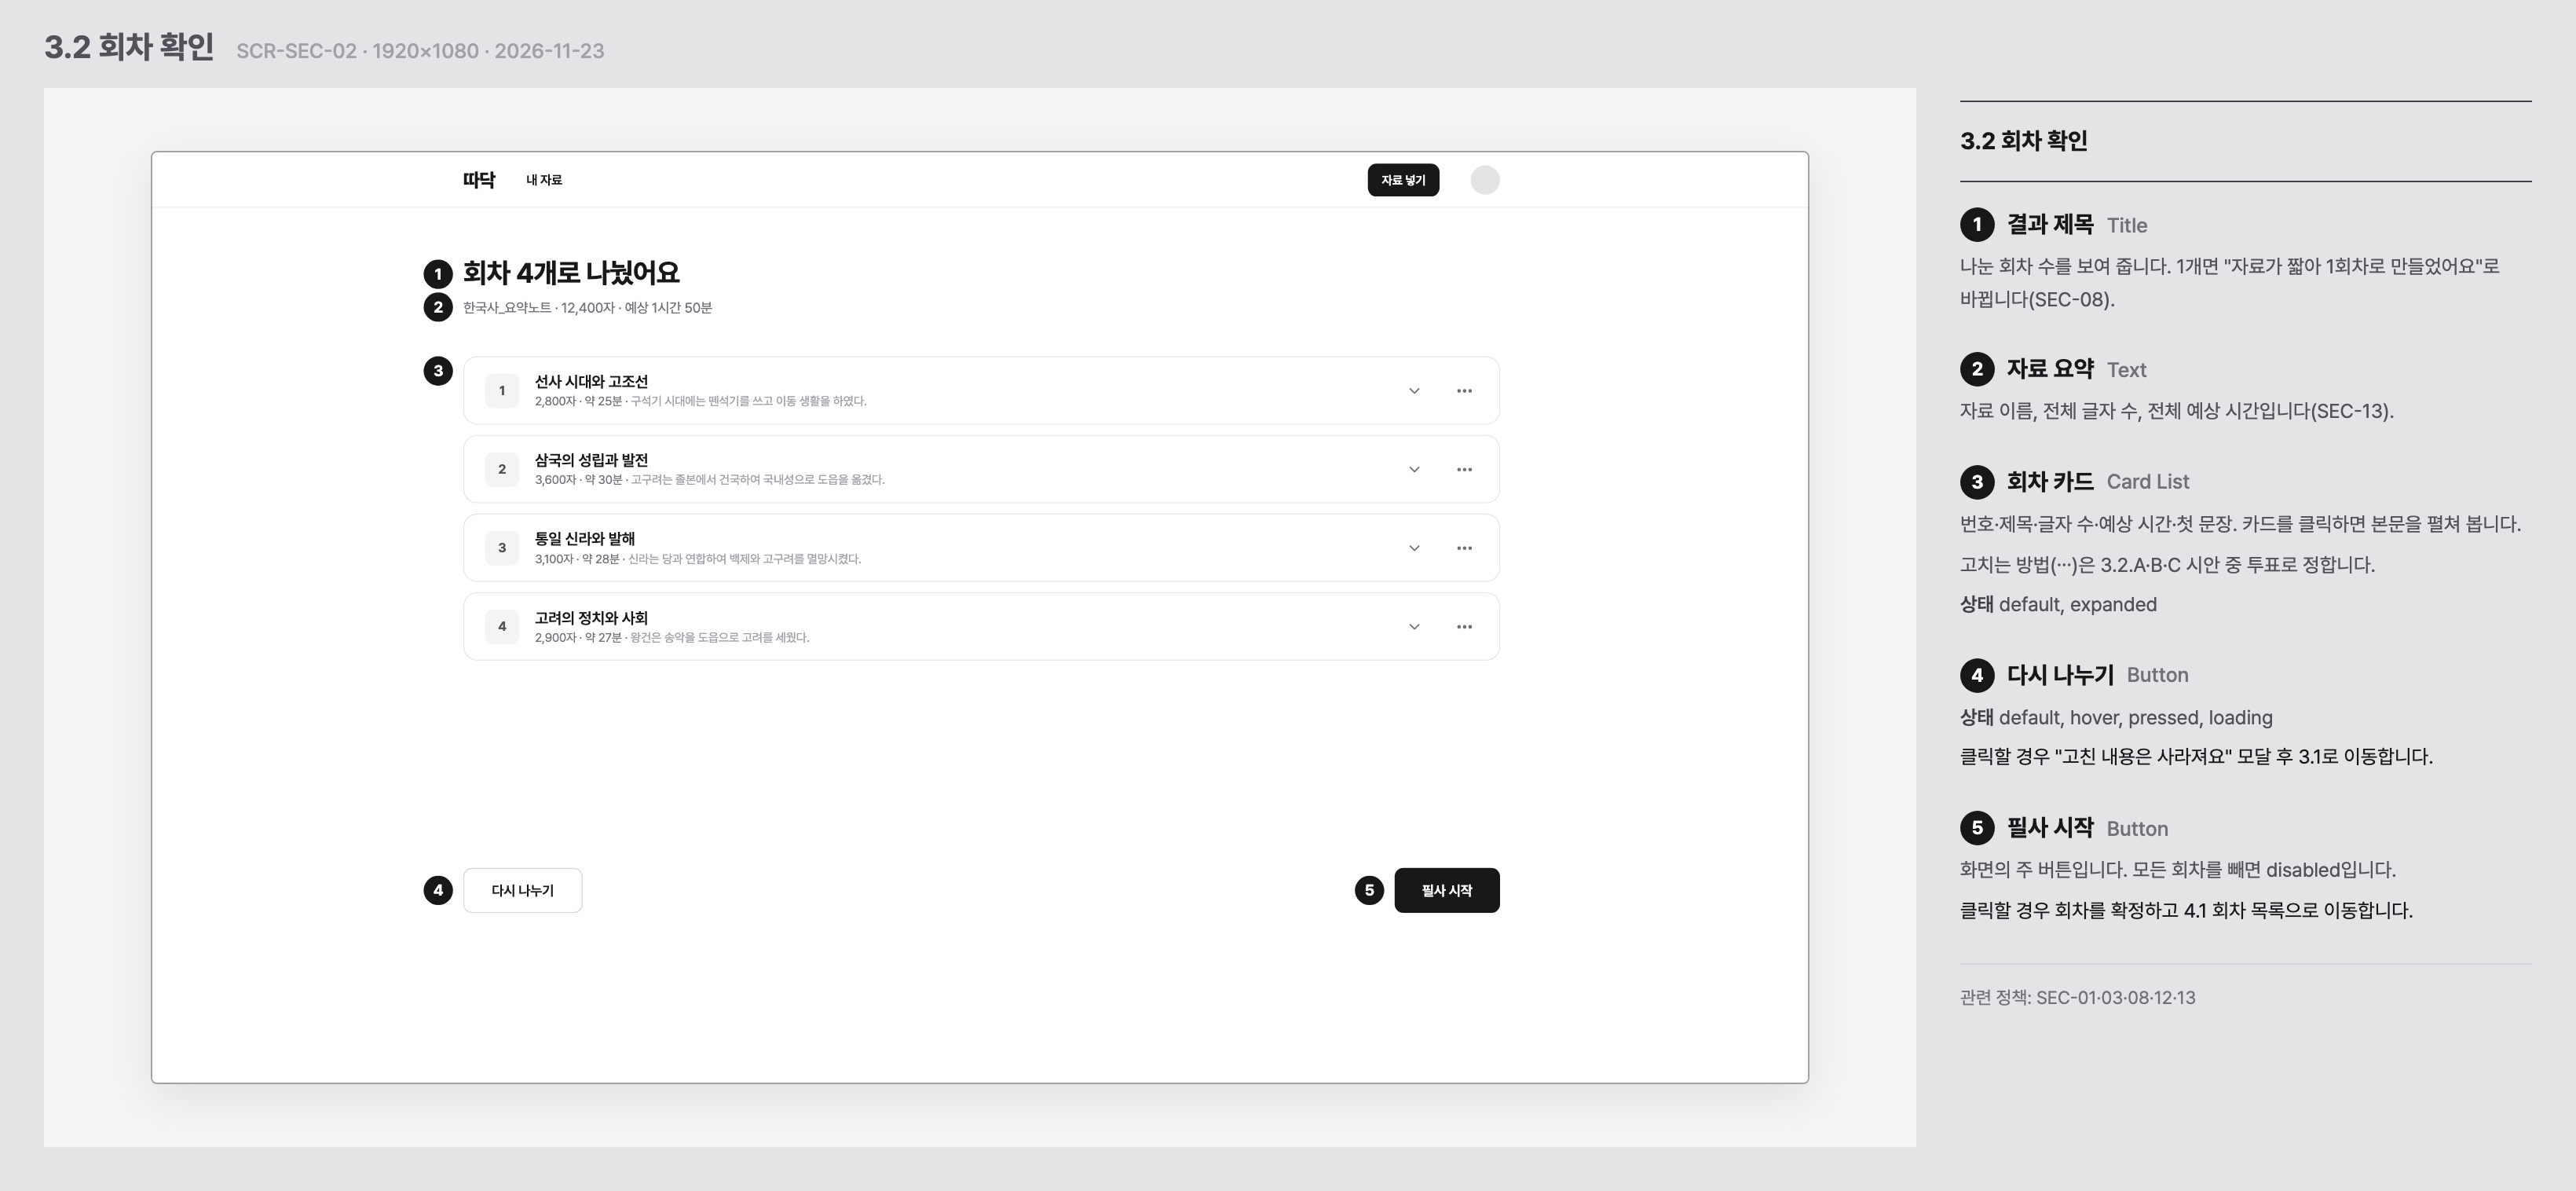 3.2 회차 확인 SCR-SEC-02 · 1920×1080 · 2026-11-23
따닥 내 자료 자료 넣기
1 회차 4개로 나눴어요
2 한국사_요약노트 · 12,400자 · 예상 1시간 50분
3
1 선사 시대와 고조선
2,800자 · 약 25분 · 구석기 시대에는 뗀석기를 쓰고 이동 생활을 하였다.
2 삼국의 성립과 발전
3,600자 · 약 30분 · 고구려는 졸본에서 건국하여 국내성으로 도읍을 옮겼다.
3 통일 신라와 발해
3,100자 · 약 28분 · 신라는 당과 연합하여 백제와 고구려를 멸망시켰다.
4 고려의 정치와 사회
2,900자 · 약 27분 · 왕건은 송악을 도읍으로 고려를 세웠다.
4 다시 나누기 5 필사 시작
3.2 회차 확인
1 결과 제목 Title
나눈 회차 수를 보여 줍니다. 1개면 "자료가 짧아 1회차로 만들었어요"로
바뀝니다(SEC-08).
2 자료 요약 Text
자료 이름, 전체 글자 수, 전체 예상 시간입니다(SEC-13).
3 회차 카드 Card List
번호·제목·글자 수·예상 시간·첫 문장. 카드를 클릭하면 본문을 펼쳐 봅니다.
고치는 방법(···)은 3.2.A·B·C 시안 중 투표로 정합니다.
상태 default, expanded
4 다시 나누기 Button
상태 default, hover, pressed, loading
클릭할 경우 "고친 내용은 사라져요" 모달 후 3.1로 이동합니다.
5 필사 시작 Button
화면의 주 버튼입니다. 모든 회차를 빼면 disabled입니다.
클릭할 경우 회차를 확정하고 4.1 회차 목록으로 이동합니다.
관련 정책: SEC-01·03·08·12·13